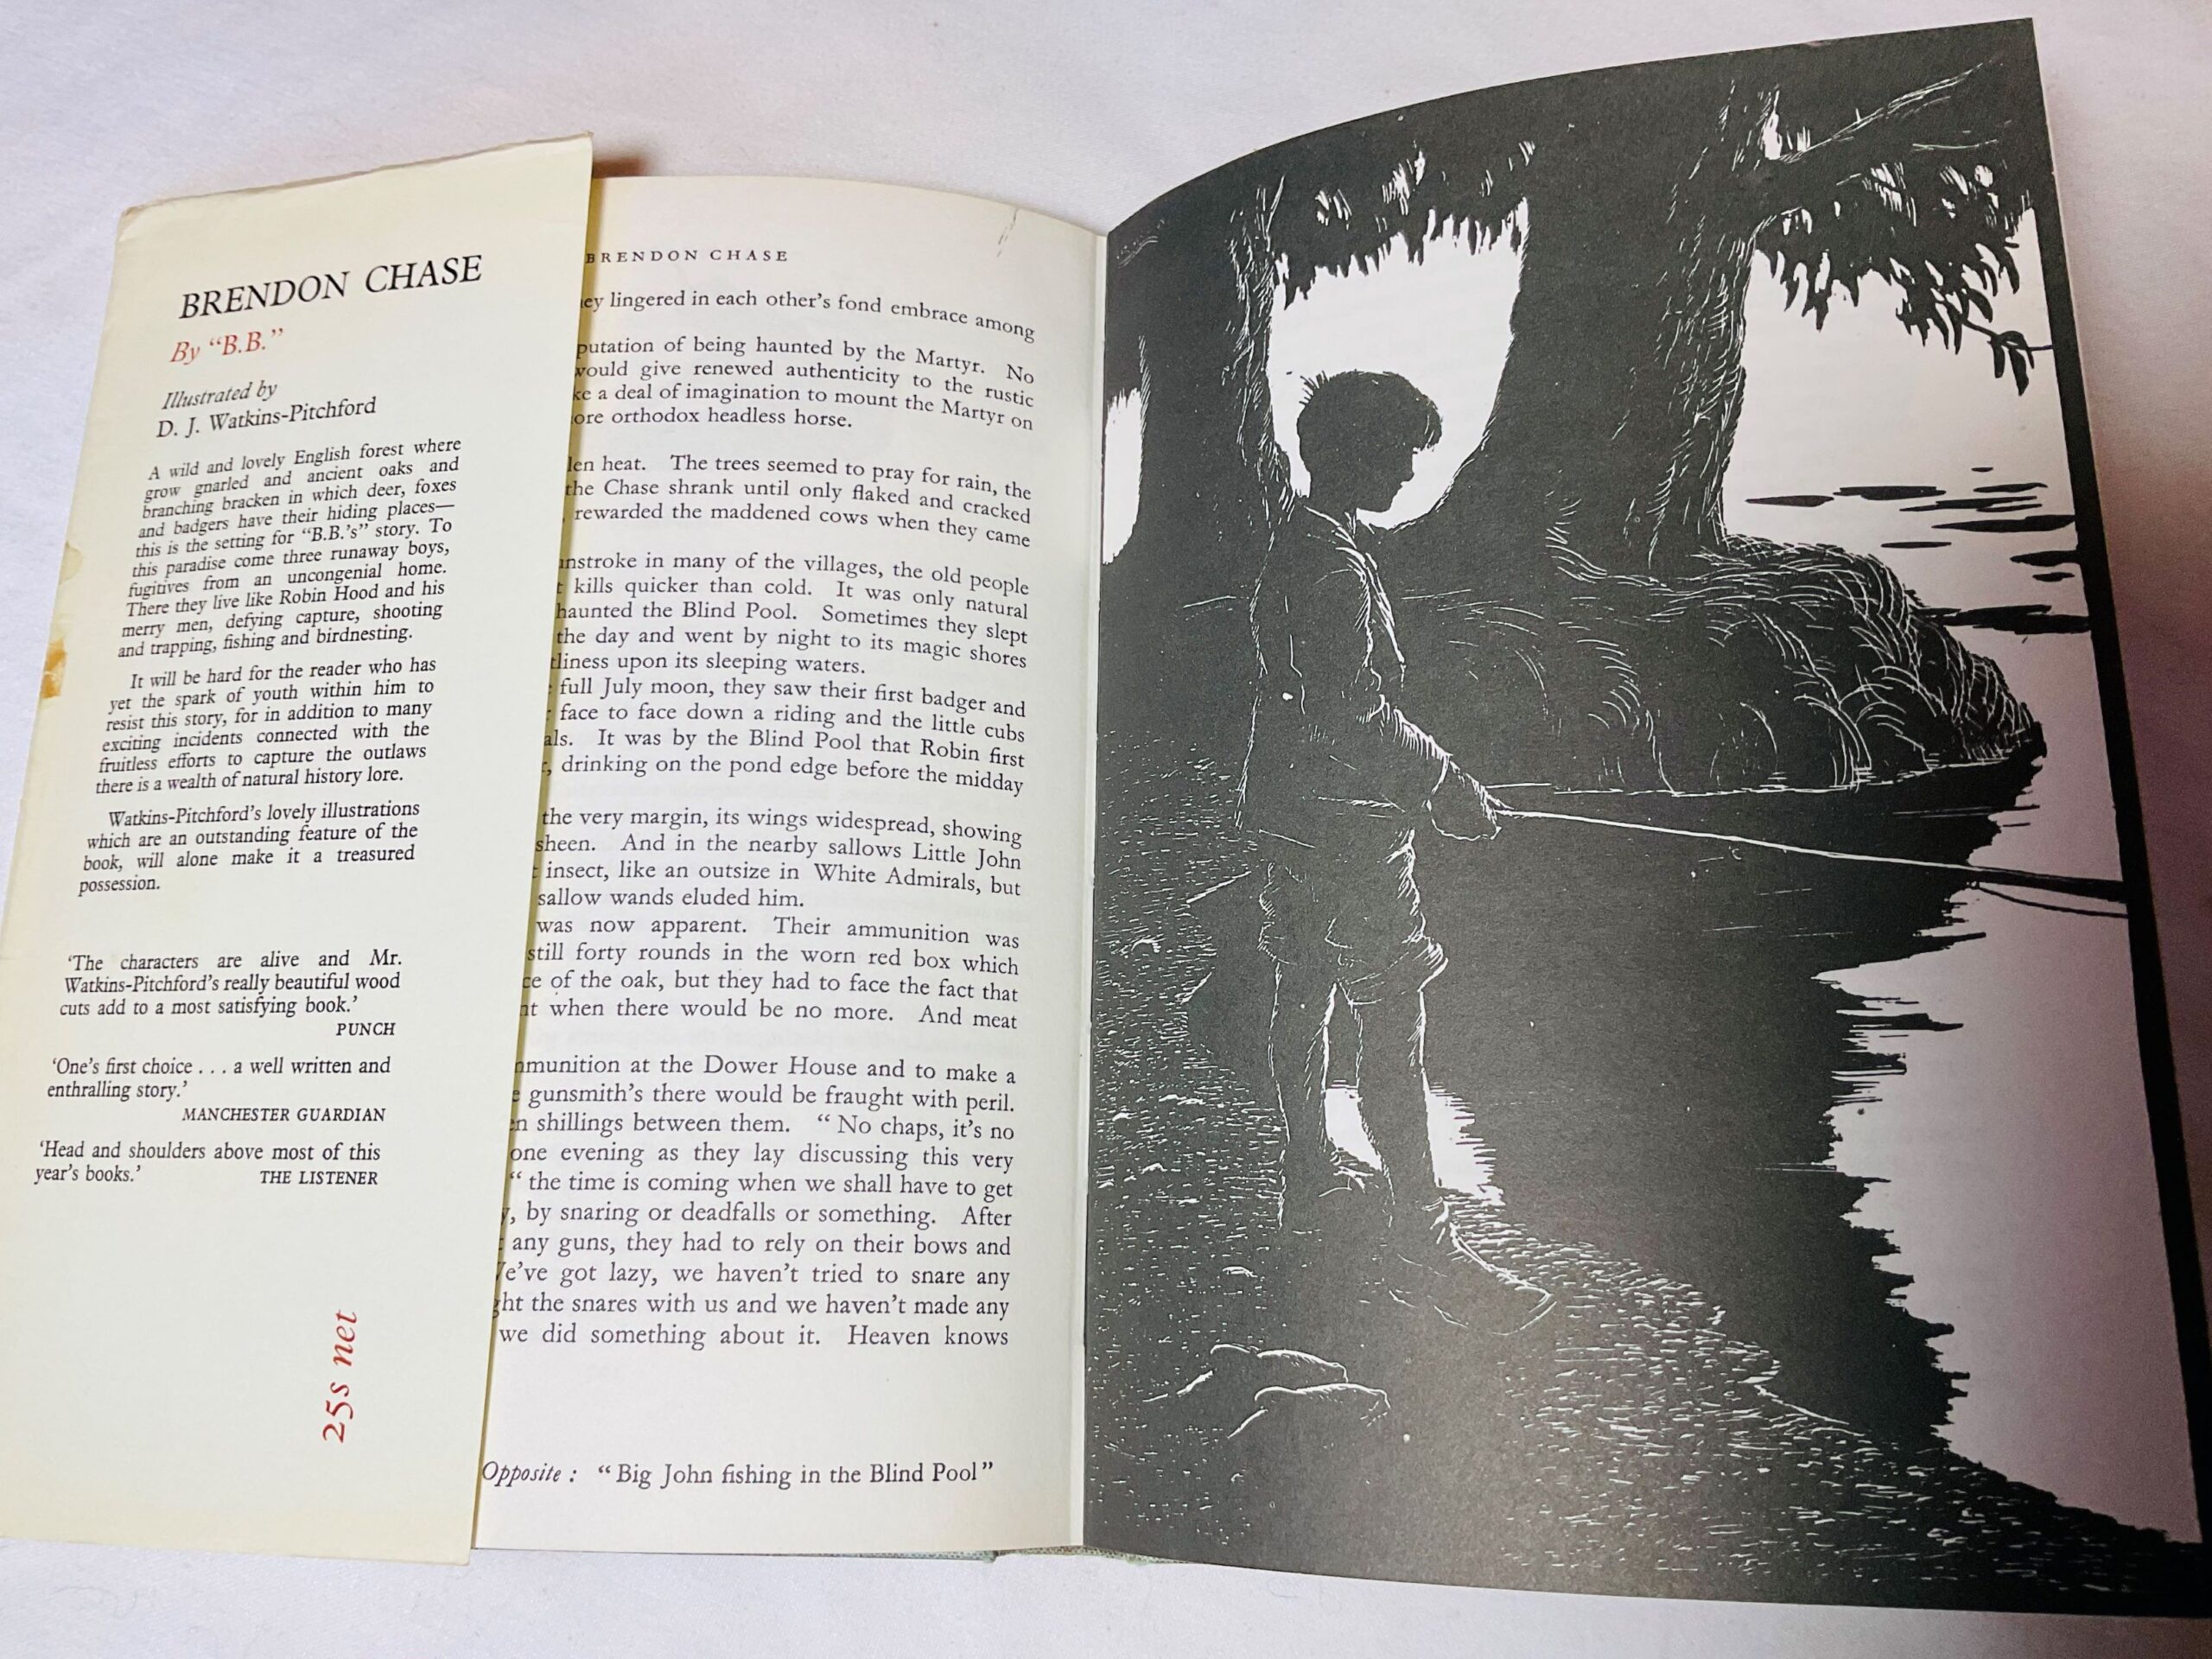 BRENDON CHASE
By “B.B.”
Illustrated by
D. J. Watkins-Pitchford
A wild and lovely English forest where
grow gnarled and ancient oaks and
branching bracken in which deer, foxes
and badgers have their hiding places—
this is the setting for “B.B.’s” story. To
this paradise come three runaway boys,
fugitives from an uncongenial home.
There they live like Robin Hood and his
merry men, defying capture, shooting
and trapping, fishing and birdnesting.
It will be hard for the reader who has
yet the spark of youth within him to
resist this story, for in addition to many
exciting incidents connected with the
fruitless efforts to capture the outlaws
there is a wealth of natural history lore.
Watkins-Pitchford’s lovely illustrations
which are an outstanding feature of the
book, will alone make it a treasured
possession.
‘The characters are alive and Mr.
Watkins-Pitchford’s really beautiful wood
cuts add to a most satisfying book.’
PUNCH
‘One’s first choice . . . a well written and
enthralling story.’
MANCHESTER GUARDIAN
‘Head and shoulders above most of this
year’s books.’ THE LISTENER
25s net
BRENDON CHASE
lingered in each other’s fond embrace among
of being haunted by the Martyr. No
would give renewed authenticity to the rustic
a deal of imagination to mount the Martyr on
orthodox headless horse.
heat. The trees seemed to pray for rain, the
the Chase shrank until only flaked and cracked
rewarded the maddened cows when they came
in many of the villages, the old people
kills quicker than cold. It was only natural
haunted the Blind Pool. Sometimes they slept
the day and went by night to its magic shores
upon its sleeping waters.
full July moon, they saw their first badger and
face to face down a riding and the little cubs
It was by the Blind Pool that Robin first
, drinking on the pond edge before the midday
the very margin, its wings widespread, showing
sheen. And in the nearby sallows Little John
insect, like an outsize in White Admirals, but
sallow wands eluded him.
was now apparent. Their ammunition was
still forty rounds in the worn red box which
of the oak, but they had to face the fact that
when there would be no more. And meat
at the Dower House and to make a
gunsmith’s there would be fraught with peril.
shillings between them. “No chaps, it’s no
one evening as they lay discussing this very
“the time is coming when we shall have to get
, by snaring or deadfalls or something. After
any guns, they had to rely on their bows and
We’ve got lazy, we haven’t tried to snare any
the snares with us and we haven’t made any
we did something about it. Heaven knows
Opposite: “Big John fishing in the Blind Pool”